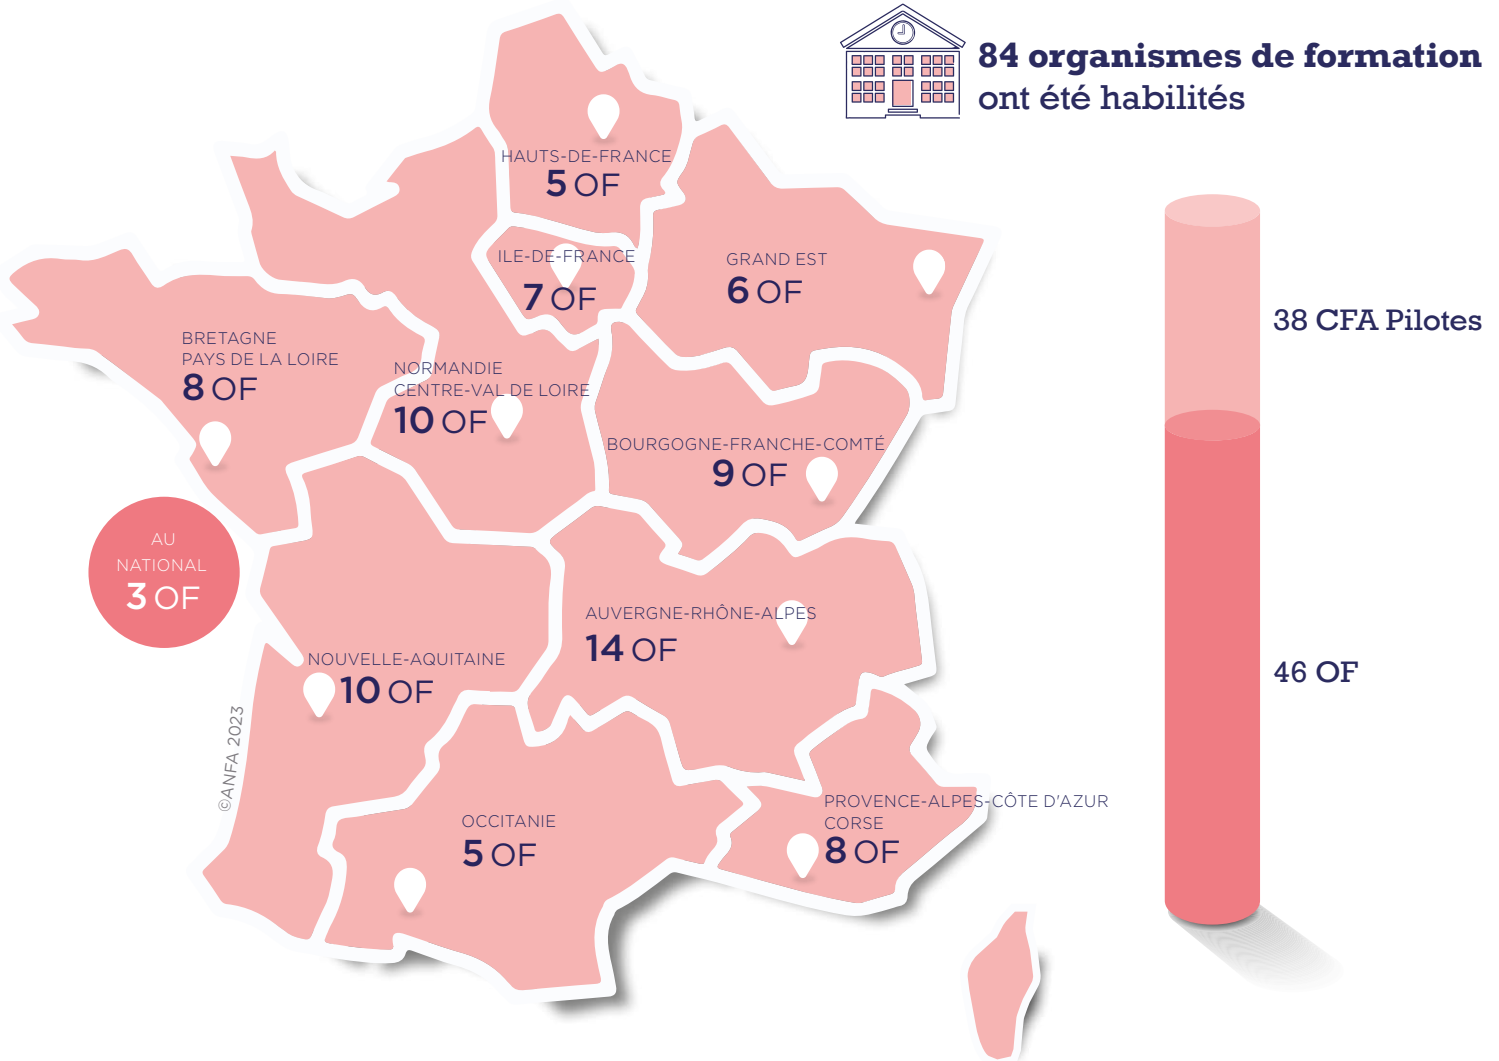 84 organismes de formation
ont été habilités
HAUTS-DE-FRANCE
5 OF
ILE-DE-FRANCE
7 OF
GRAND EST
6 OF
BRETAGNE
PAYS DE LA LOIRE
8 OF
NORMANDIE
CENTRE-VAL DE LOIRE
10 OF
BOURGOGNE-FRANCHE-COMTÉ
9 OF
AU
NATIONAL
3 OF
AUVERGNE-RHÔNE-ALPES
14 OF
NOUVELLE-AQUITAINE
10 OF
OCCITANIE
5 OF
PROVENCE-ALPES-CÔTE D'AZUR
CORSE
8 OF
©ANFA 2023
38 CFA Pilotes
46 OF